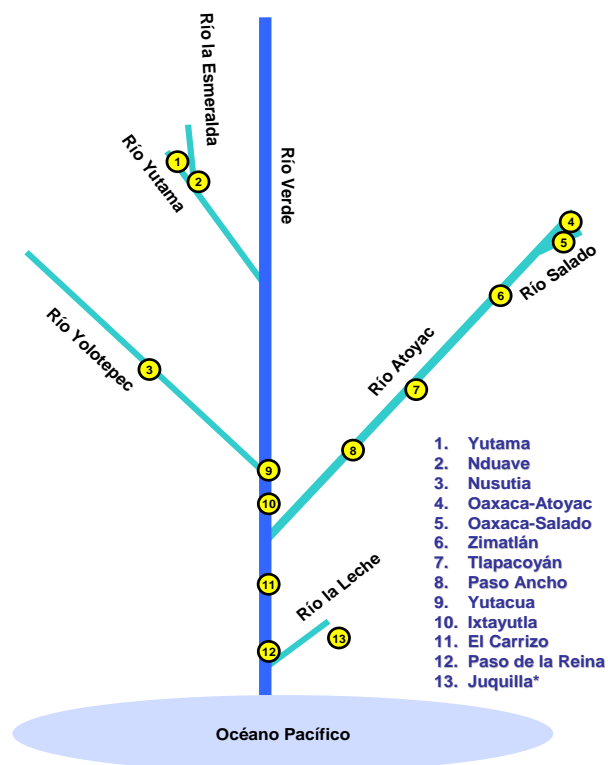 Río la Esmeralda
Río Yutama
Río Verde
1
2
4
5
Río Salado
6
Río Yolotepec
3
Río Atoyac
7
8
9
10
11
Río la Leche
12
13
1. Yutama
2. Nduave
3. Nusutia
4. Oaxaca-Atoyac
5. Oaxaca-Salado
6. Zimatlán
7. Tlapacoyán
8. Paso Ancho
9. Yutacua
10. Ixtayutla
11. El Carrizo
12. Paso de la Reina
13. Juquilla*
Océano Pacífico